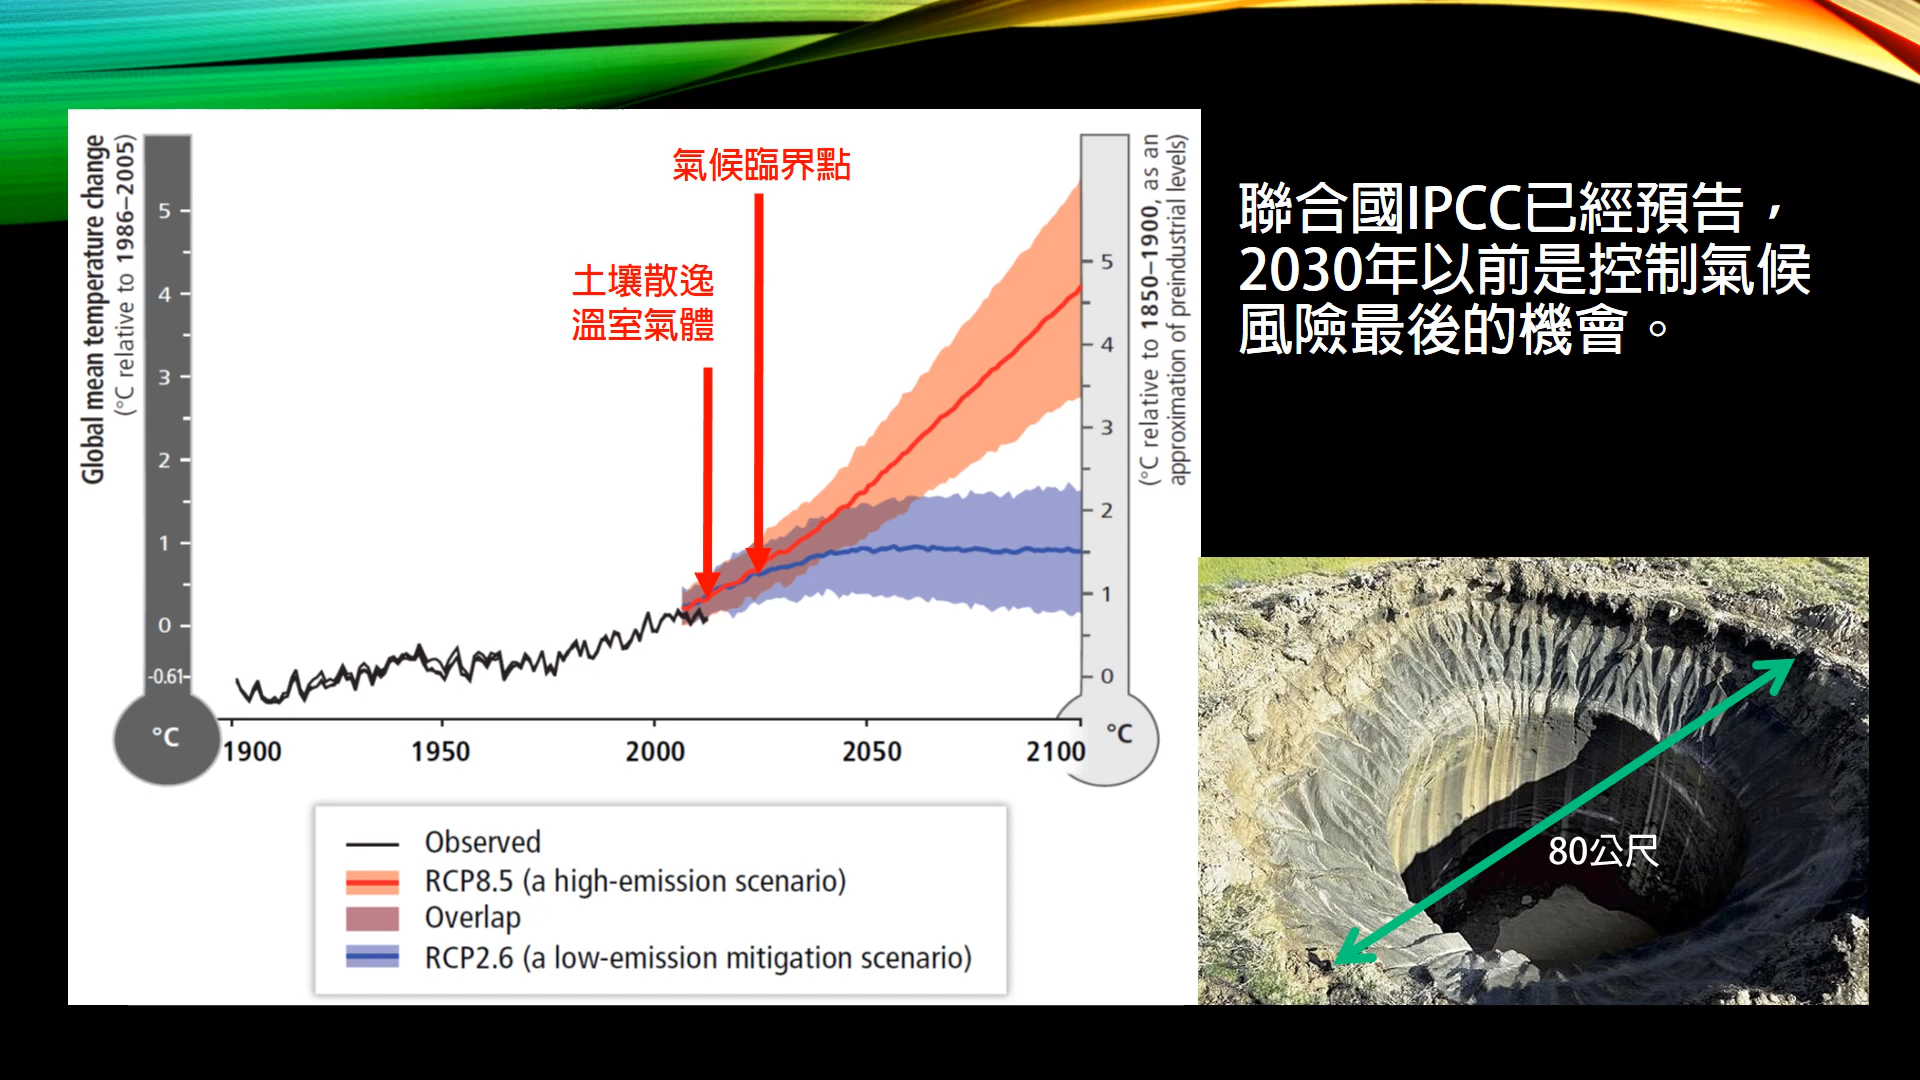 聯合國IPCC已經預告，
2030年以前是控制氣候
風險最後的機會。
Global mean temperature change
(°C relative to 1986–2005)
氣候臨界點
土壤散逸
溫室氣體
5
4
3
2
1
0
-0.61
°C
(°C relative to 1850–1900, as an
approximation of preindustrial levels)
5
4
3
2
1
0
°C
1900 1950 2000 2050 2100
Observed
RCP8.5 (a high-emission scenario)
Overlap
RCP2.6 (a low-emission mitigation scenario)
80公尺